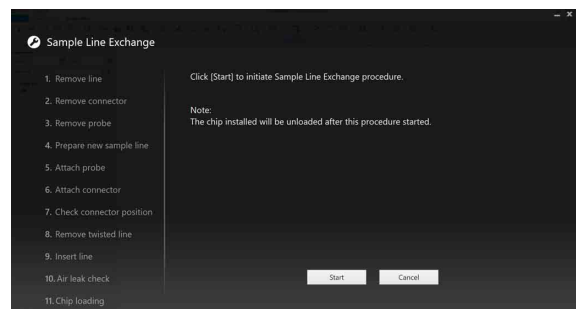 Sample Line Exchange
1. Remove line
2. Remove connector
3. Remove probe
4. Prepare new sample line
5. Attach probe
6. Attach connector
7. Check connector position
8. Remove twisted line
9. Insert line
10. Air leak check
11. Chip loading
Click [Start] to initiate Sample Line Exchange procedure.
Note:
The chip installed will be unloaded after this procedure started.
Start
Cancel